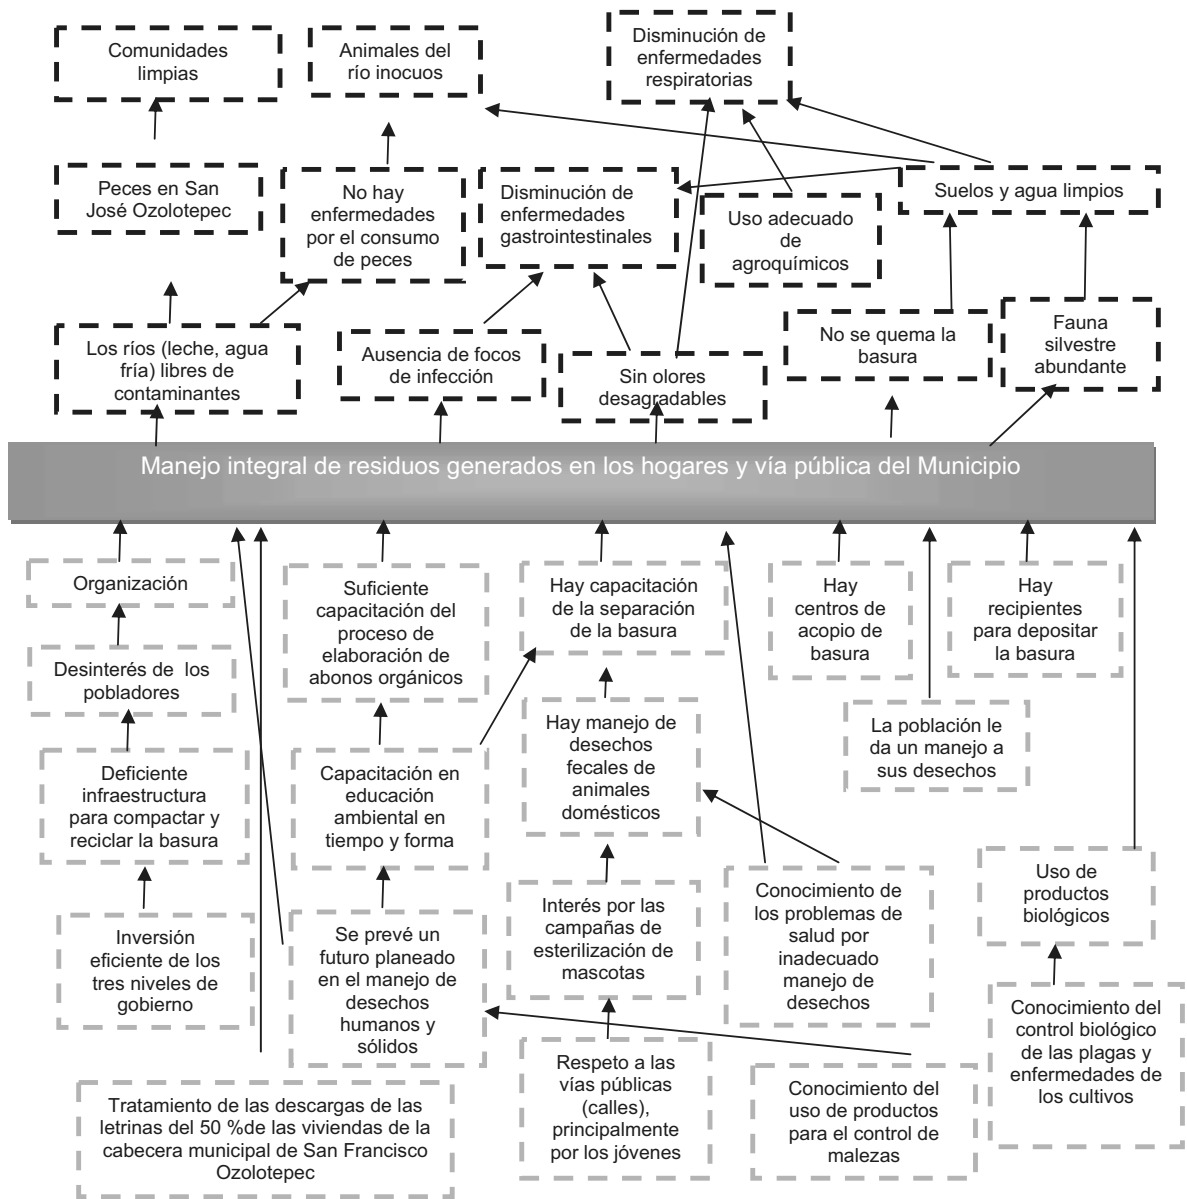 Comunidades
limpias
Animales del
río inocuos
Disminución de
enfermedades
respiratorias
Peces en San
José Ozolotepec
No hay
enfermedades
por el consumo
de peces
Disminución de
enfermedades
gastrointestinales
Uso adecuado
de
agroquímicos
Suelos y agua limpios
Los ríos (leche, agua
fría) libres de
contaminantes
Ausencia de focos
de infección
Sin olores
desagradables
No se quema la
basura
Fauna
silvestre
abundante
Manejo integral de residuos generados en los hogares y vía pública del Municipio
Organización
Suficiente
capacitación del
proceso de
elaboración de
abonos orgánicos
Hay capacitación
de la separación
de la basura
Hay
centros de
acopio de
basura
Hay
recipientes
para depositar
la basura
Desinterés de los
pobladores
Hay manejo de
desechos
fecales de
animales
domésticos
La población le
da un manejo a
sus desechos
Deficiente
infraestructura
para compactar y
reciclar la basura
Capacitación en
educación
ambiental en
tiempo y forma
Inversión
eficiente de los
tres niveles de
gobierno
Se prevé un
futuro planeado
en el manejo de
desechos
humanos y
sólidos
Interés por las
campañas de
esterilización de
mascotas
Conocimiento de
los problemas de
salud por
inadecuado
manejo de
desechos
Uso de
productos
biológicos
Conocimiento del
control biológico
de las plagas y
enfermedades de
los cultivos
Tratamiento de las descargas de las
letrinas del 50 %de las viviendas de la
cabecera municipal de San Francisco
Ozolotepec
Respeto a las
vías públicas
(calles),
principalmente
por los jóvenes
Conocimiento del
uso de productos
para el control de
malezas